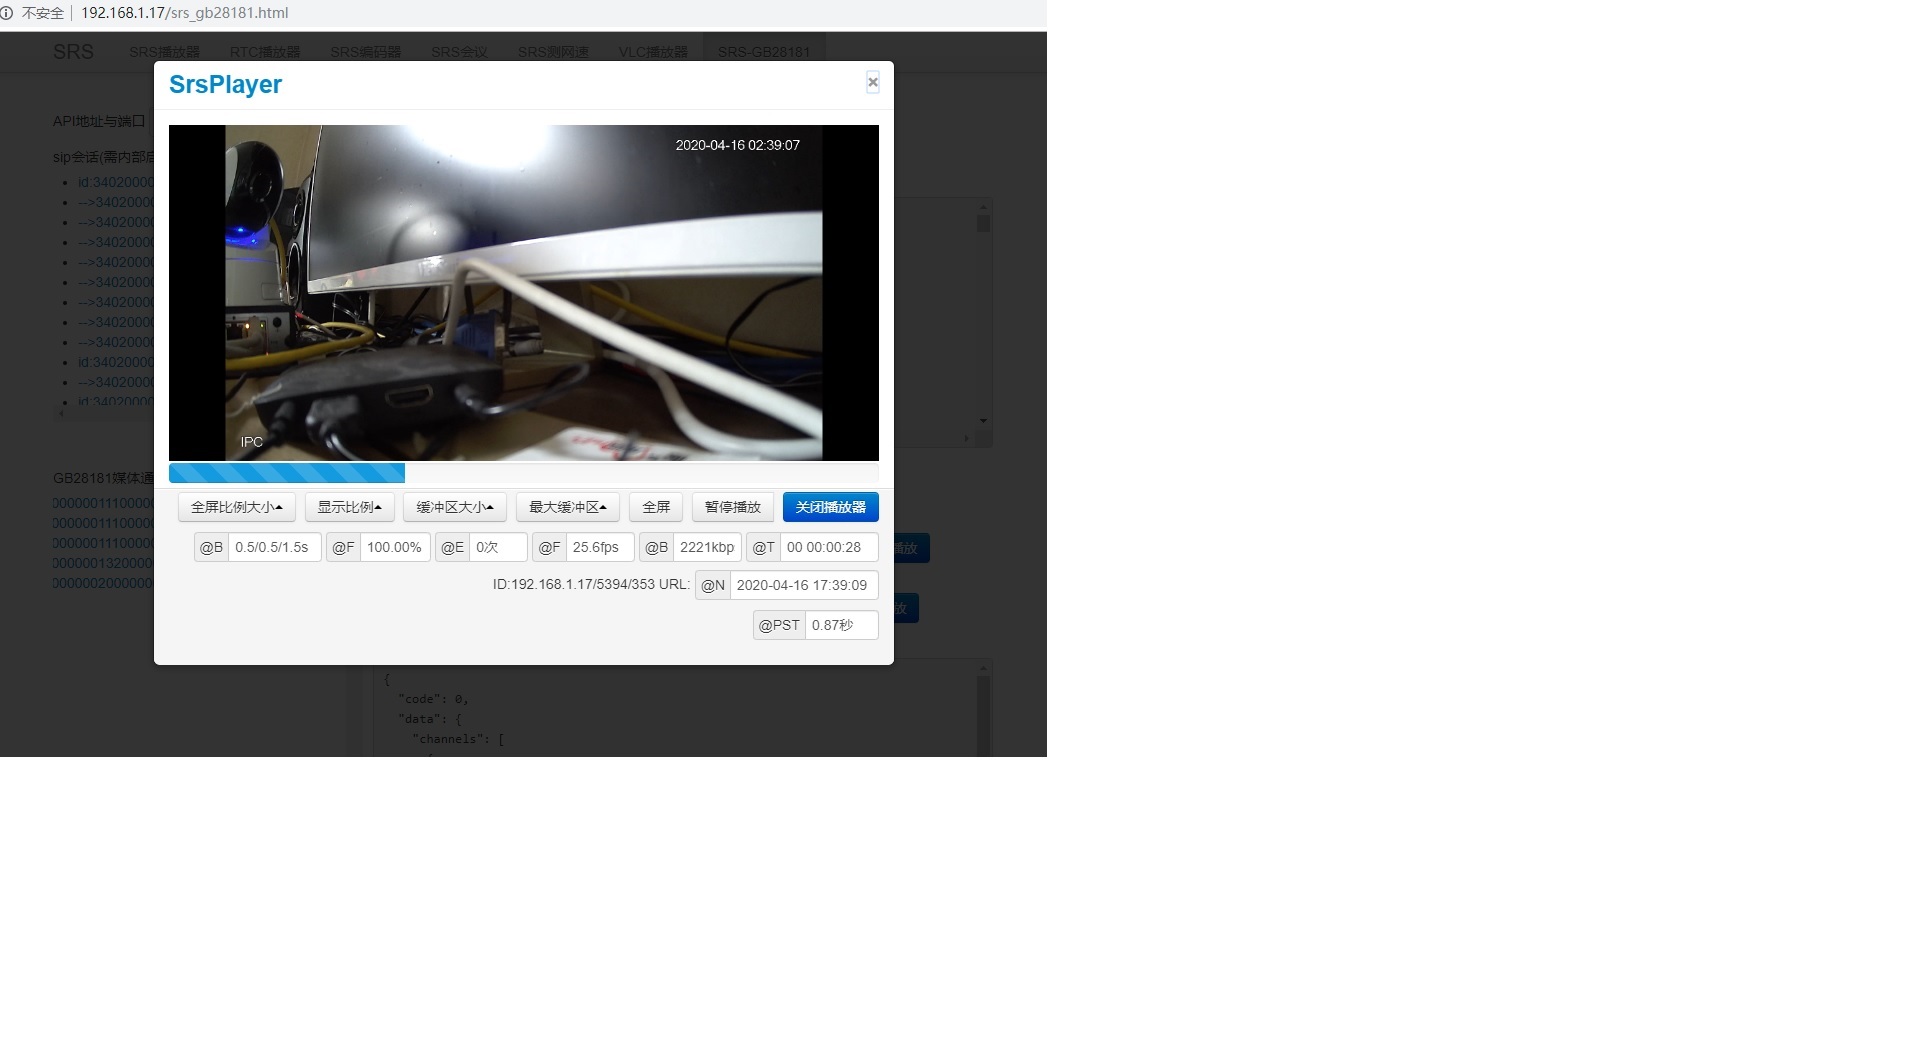 不安全 192.168.1.17/srs_gb28181.html
SRS SRS播放器 RTC播放器 SRS编码器 SRS会议 SRS测网速 VLC播放器 SRS-GB28181
SrsPlayer ×
API地址与端口
sip会话(需内部
id:34020000
-->34020000
-->34020000
-->34020000
-->34020000
-->34020000
-->34020000
-->34020000
-->34020000
id:34020000
-->34020000
id:34020000
2020-04-16 02:39:07
IPC
GB28181媒体通
00000011100000
00000011100000
00000011100000
00000013200000
00000020000000
全屏比例大小 显示比例 缓冲区大小 最大缓冲区 全屏 暂停播放 关闭播放器
@B 0.5/0.5/1.5s @F 100.00% @E 0次 @F 25.6fps @B 2221kbp @T 00 00:00:28
播放
ID:192.168.1.17/5394/353 URL: @N 2020-04-16 17:39:09
放
@PST 0.87秒
{
"code": 0,
"data": {
"channels": [